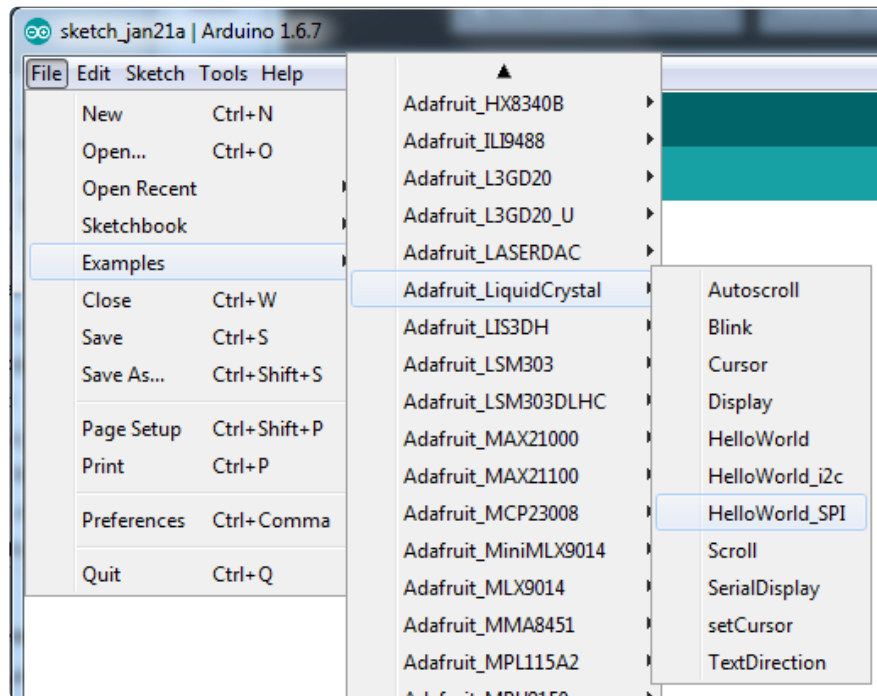 sketch_jan21a | Arduino 1.6.7
File Edit Sketch Tools Help
New Ctrl+N
Open... Ctrl+O
Open Recent
Sketchbook
Examples
Close Ctrl+W
Save Ctrl+S
Save As... Ctrl+Shift+S
Page Setup Ctrl+Shift+P
Print Ctrl+P
Preferences Ctrl+Comma
Quit Ctrl+Q
Adafruit_HX8340B
Adafruit_ILI9488
Adafruit_L3GD20
Adafruit_L3GD20_U
Adafruit_LASERDAC
Adafruit_LiquidCrystal
Adafruit_LIS3DH
Adafruit_LSM303
Adafruit_LSM303DLHC
Adafruit_MAX21000
Adafruit_MAX21100
Adafruit_MCP23008
Adafruit_MiniMLX9014
Adafruit_MLX9014
Adafruit_MMA8451
Adafruit_MPL115A2
Autoscroll
Blink
Cursor
Display
HelloWorld
HelloWorld_i2c
HelloWorld_SPI
Scroll
SerialDisplay
setCursor
TextDirection